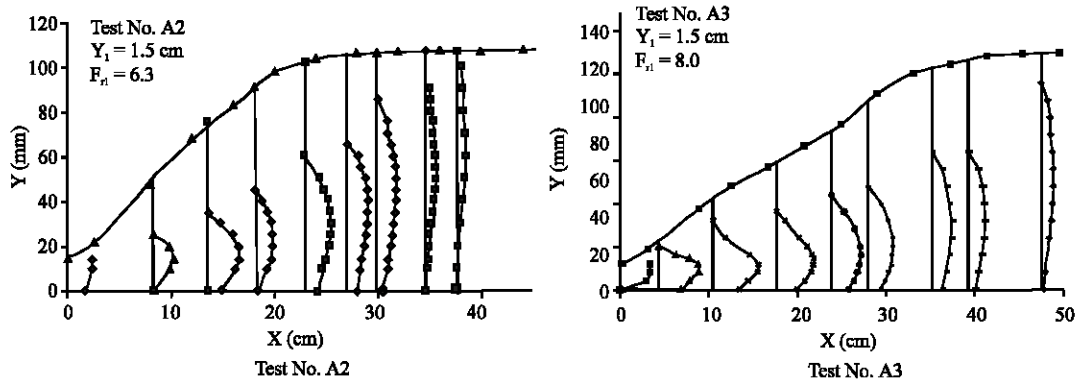 Test No. A2
Y₁ = 1.5 cm
Fᵣ₁ = 6.3
120
100
80
60
40
20
0
Y (mm)
0
10
20
30
40
X (cm)
Test No. A2
Test No. A3
Y₁ = 1.5 cm
Fᵣ₁ = 8.0
140
120
100
80
60
40
20
0
Y (mm)
0
10
20
30
40
50
X (cm)
Test No. A3